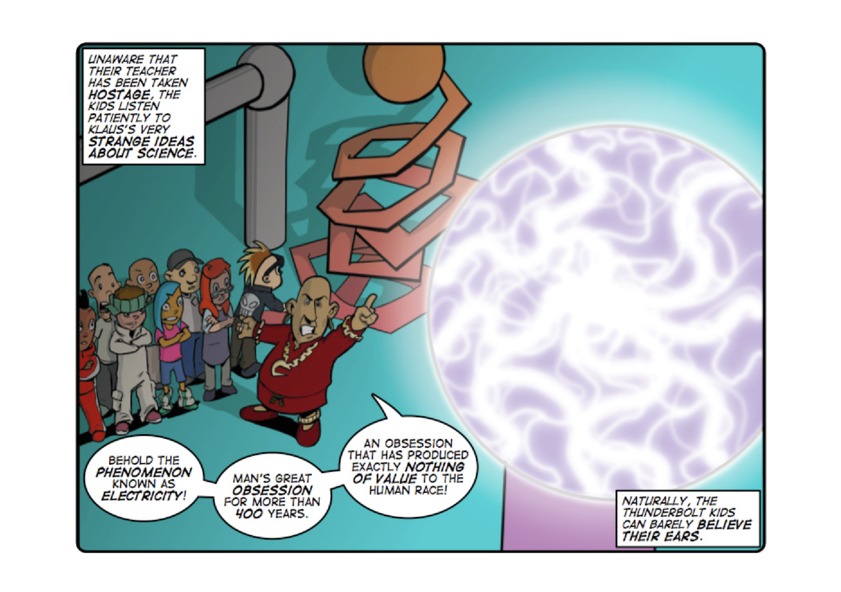 UNAWARE THAT
THEIR TEACHER
HAS BEEN TAKEN
HOSTAGE, THE
KIDS LISTEN
PATIENTLY TO
KLAUS'S VERY
STRANGE IDEAS
ABOUT SCIENCE.
BEHOLD THE
PHENOMENON
KNOWN AS
ELECTRICITY!
MAN'S GREAT
OBSESSION
FOR MORE THAN
400 YEARS.
AN OBSESSION
THAT HAS PRODUCED
EXACTLY NOTHING
OF VALUE TO THE
HUMAN RACE!
NATURALLY, THE
THUNDERBOLT KIDS
CAN BARELY BELIEVE
THEIR EARS.